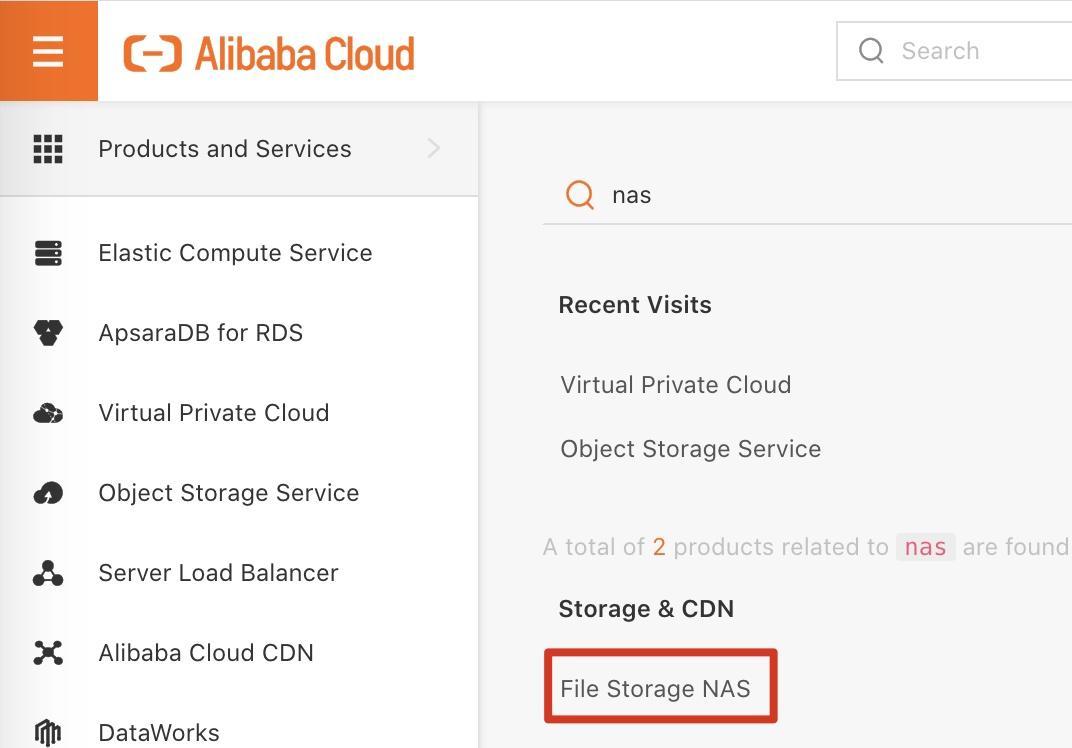 Alibaba Cloud
Search
Products and Services
Elastic Compute Service
ApsaraDB for RDS
Virtual Private Cloud
Object Storage Service
Server Load Balancer
Alibaba Cloud CDN
DataWorks
nas
Recent Visits
Virtual Private Cloud
Object Storage Service
A total of 2 products related to nas are found
Storage & CDN
File Storage NAS